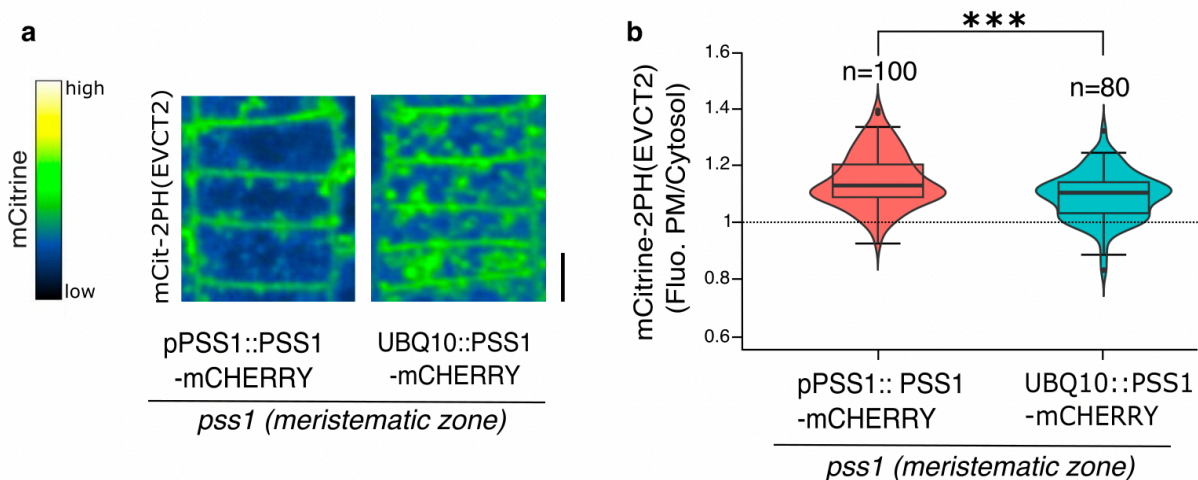 a
high
mCitrine
low
mCit-2PH(EVCT2)
pPSS1::PSS1
-mCHERRY
UBQ10::PSS1
-mCHERRY
pss1 (meristematic zone)
b
***
mCitrine-2PH(EVCT2)
(Fluo. PM/Cytosol)
1.6
1.4
1.2
1
0.8
0.6
n=100
n=80
pPSS1:: PSS1
-mCHERRY
UBQ10::PSS1
-mCHERRY
pss1 (meristematic zone)